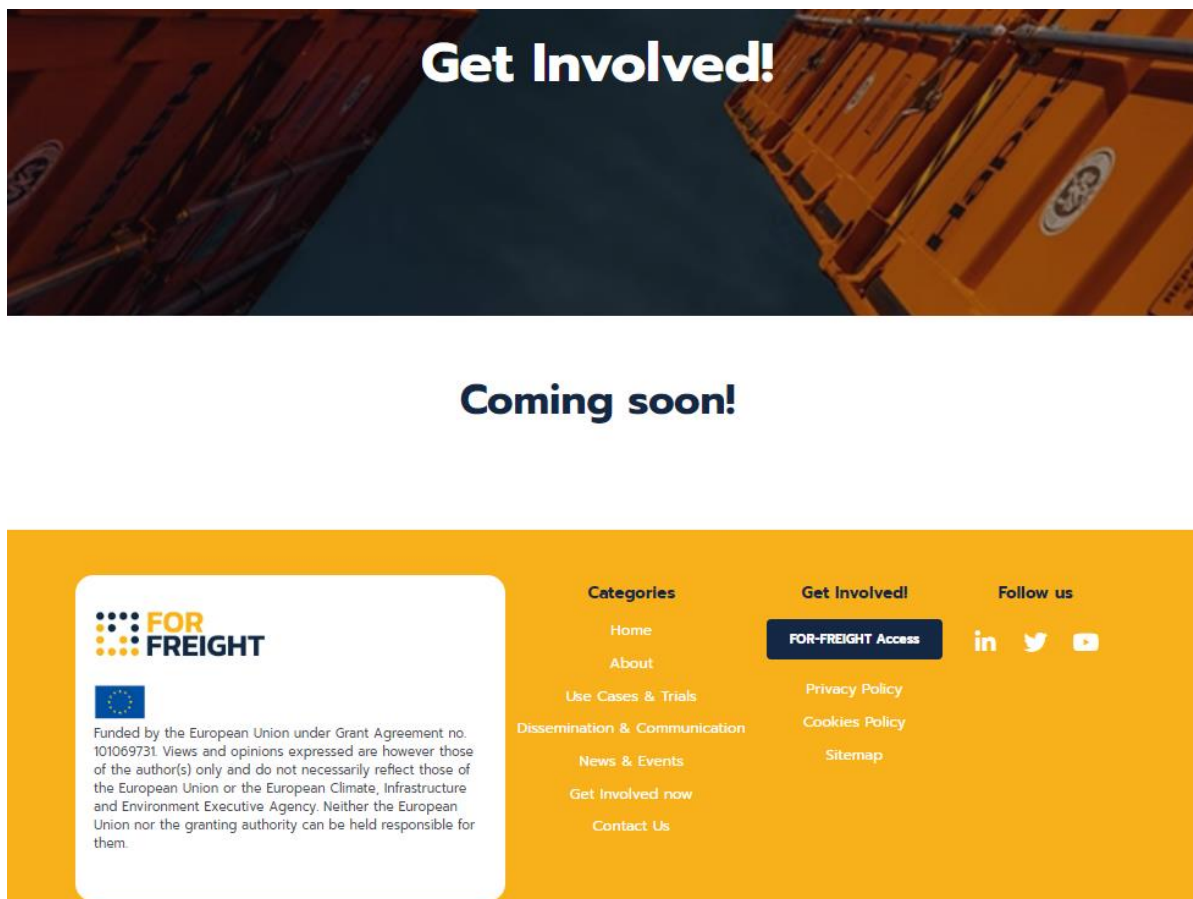 Get Involved!
Coming soon!
FOR
FREIGHT
Funded by the European Union under Grant Agreement no.
101069731. Views and opinions expressed are however those
of the author(s) only and do not necessarily reflect those of
the European Union or the European Climate, Infrastructure
and Environment Executive Agency. Neither the European
Union nor the granting authority can be held responsible for
them.
Categories
Home
About
Use Cases & Trials
Dissemination & Communication
News & Events
Get Involved now
Contact Us
Get Involved!
FOR-FREIGHT Access
Privacy Policy
Cookies Policy
Sitemap
Follow us
in